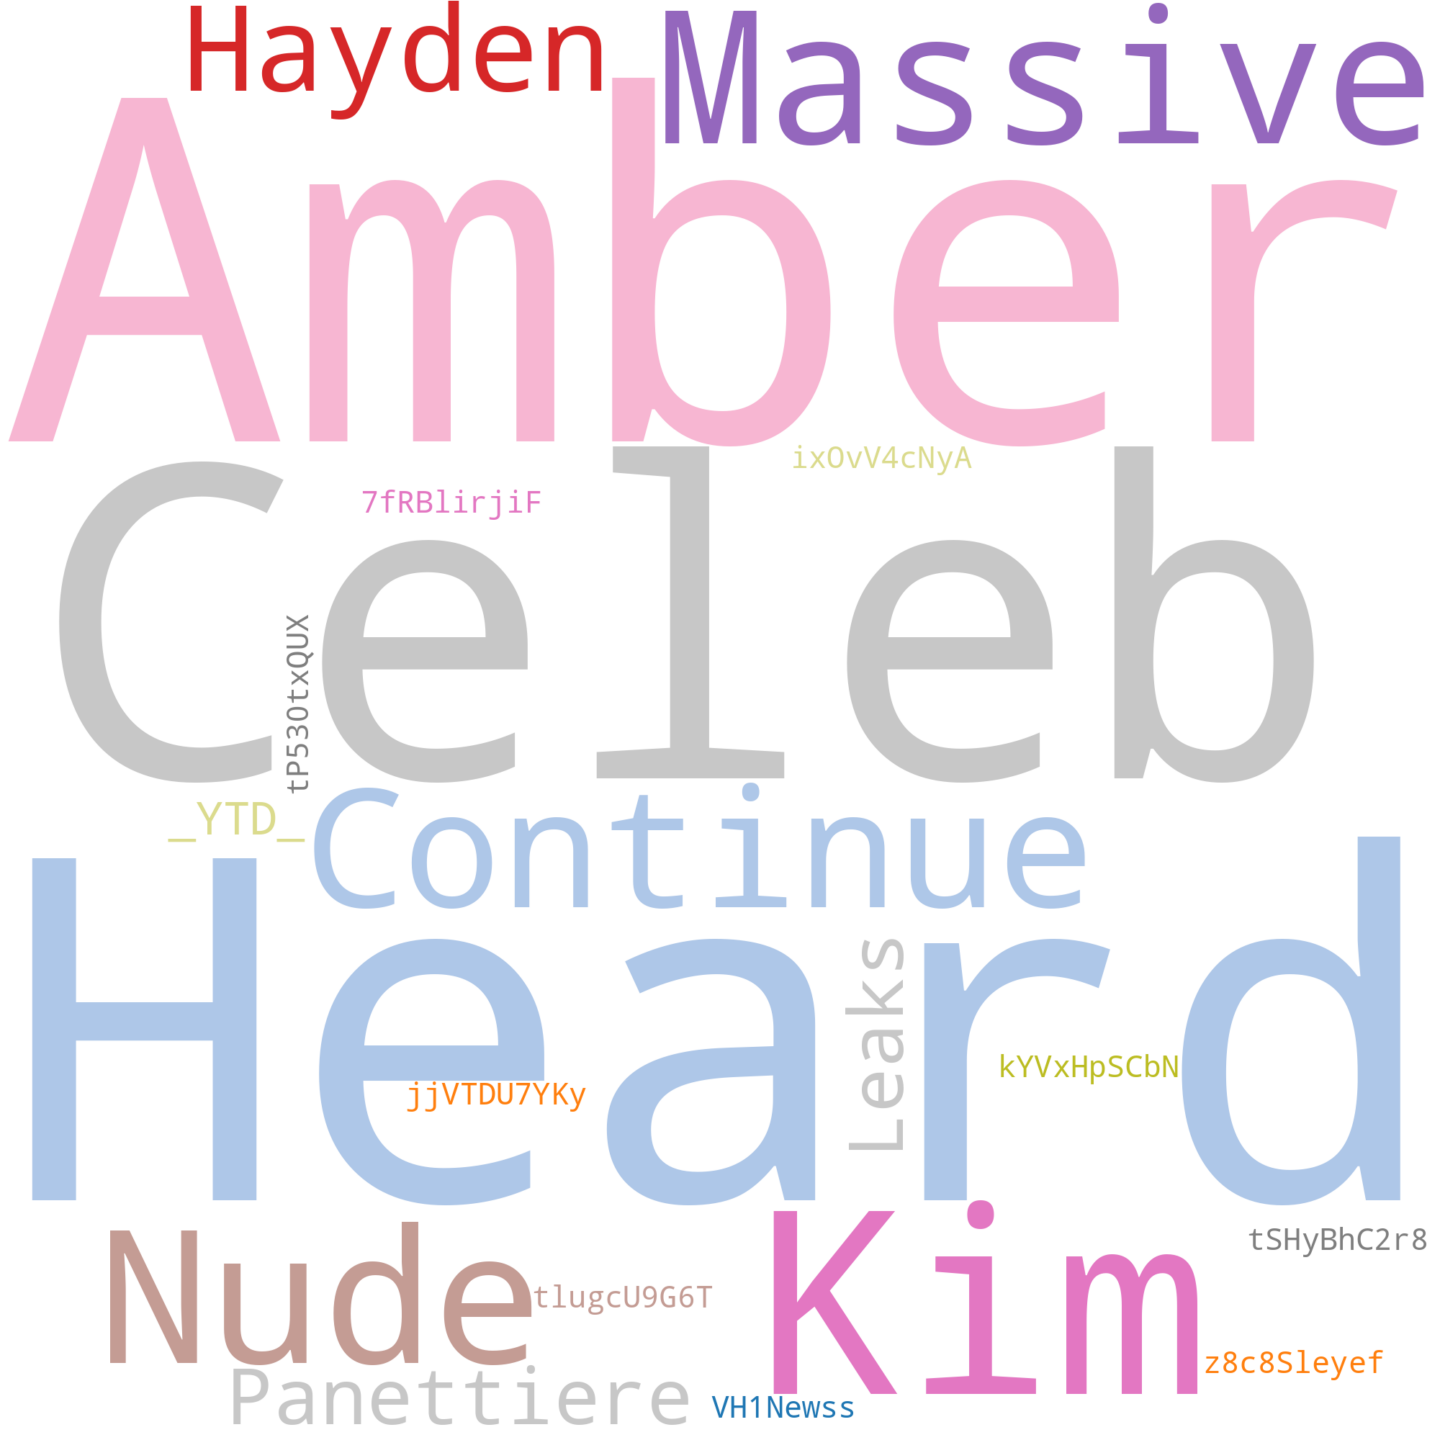 Hayden
Massive
Amber
ixOvV4cNyA
7fRBlirjiF
Celeb
tP530txQUX
_YTD_
Continue
Heard
Leaks
kYVxHpSCbN
jjVTDU7YKy
Nude
Kim
tSHyBhC2r8
tlugcU9G6T
z8c8Sleyef
Panettiere
VH1Newss